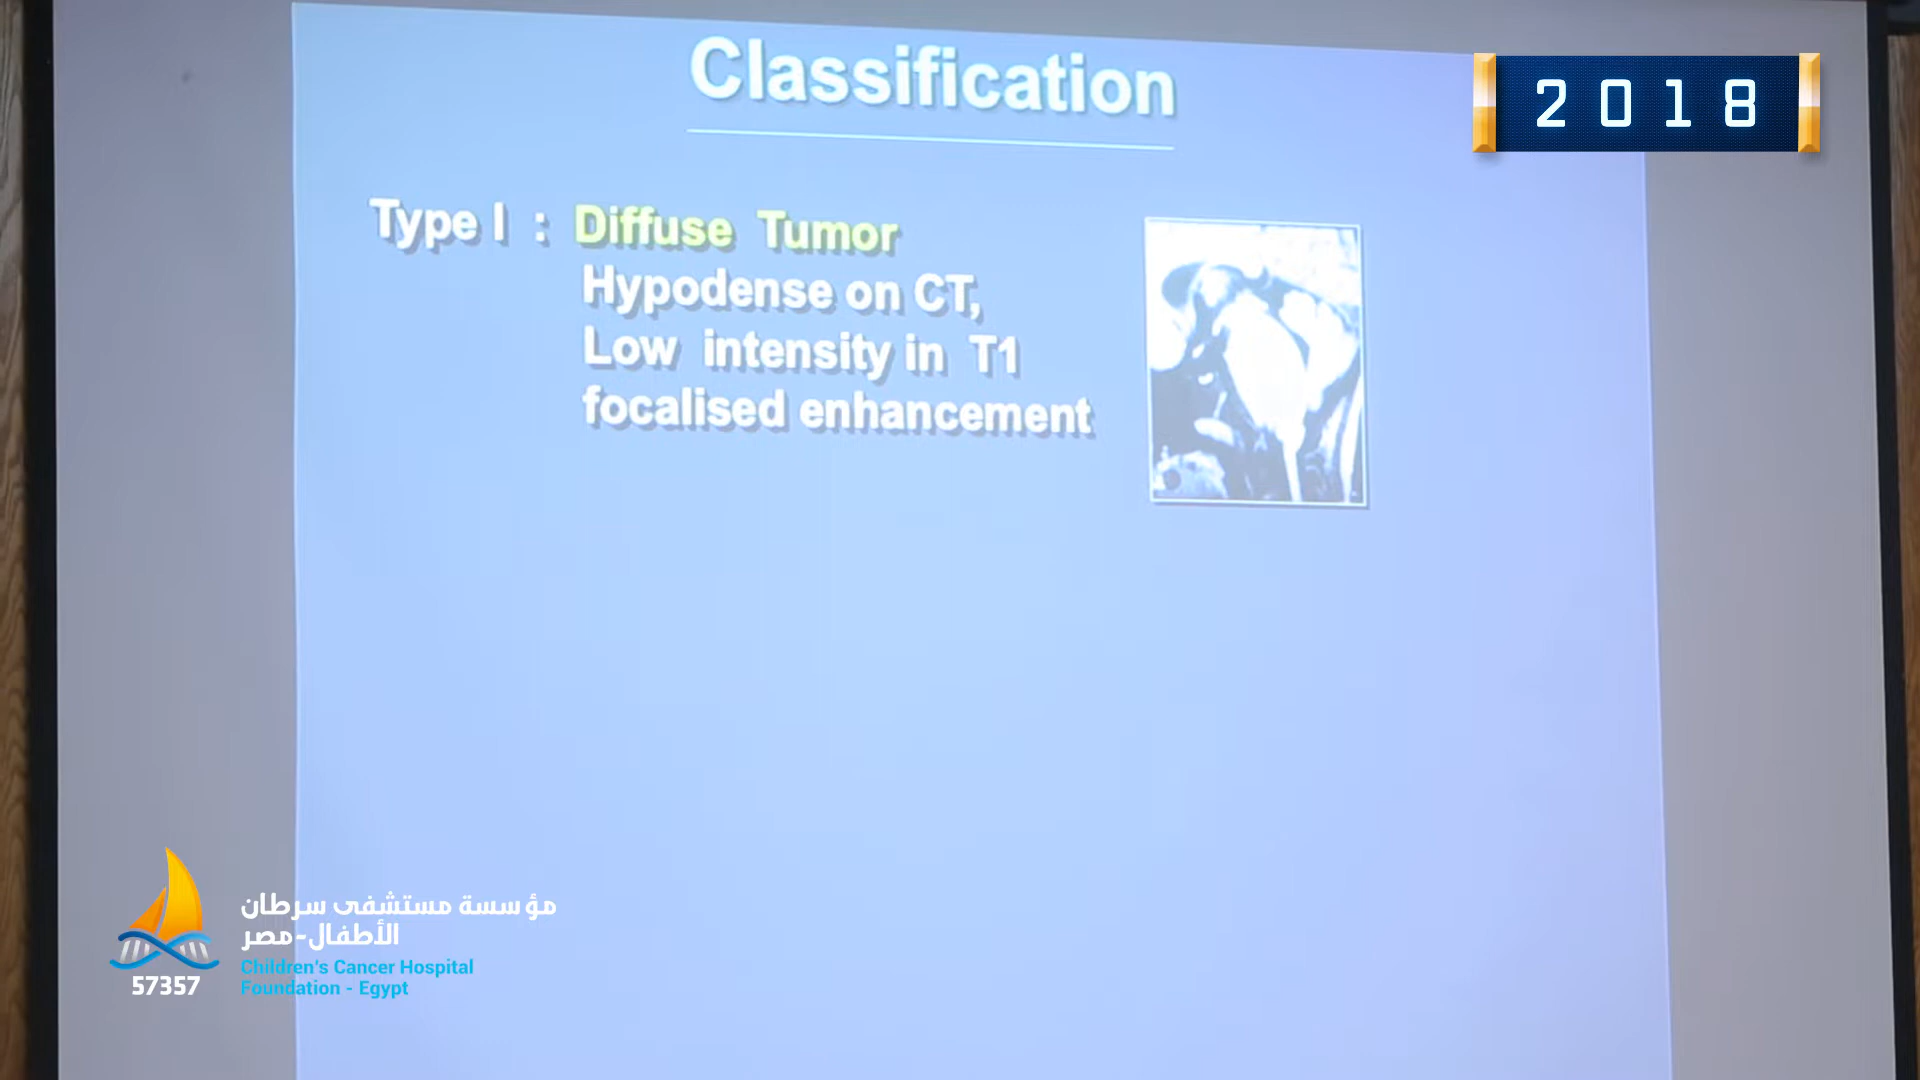 Classification
2018
Type I : Diffuse Tumor
Hypodense on CT,
Low intensity in T1
focalised enhancement
مؤسسة مستشفى سرطان
الأطفال-مصر
57357
Children's Cancer Hospital
Foundation - Egypt